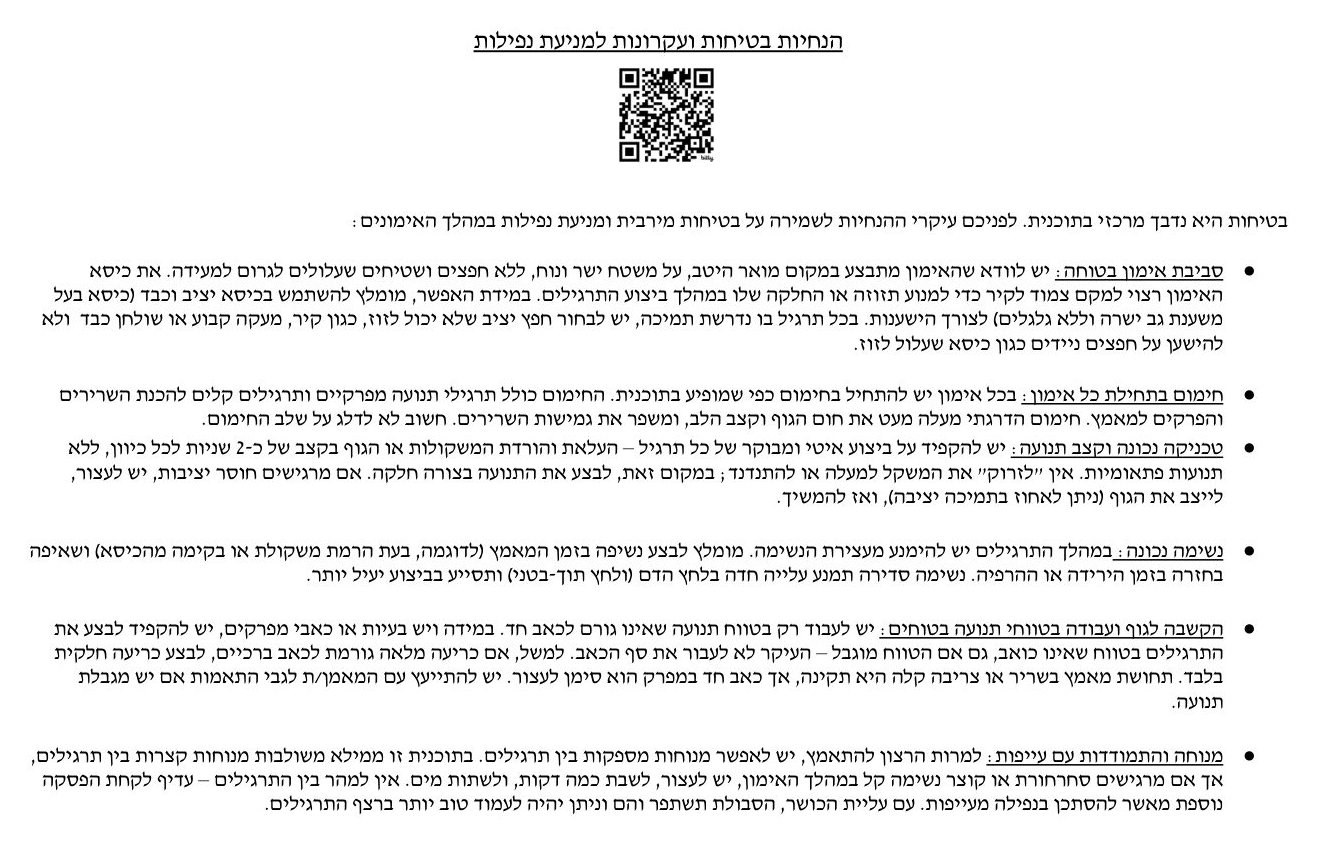 הנחיות בטיחות ועקרונות למניעת נפילות
bitly
בטיחות היא נדבך מרכזי בתוכנית. לפניכם עיקרי ההנחיות לשמירה על בטיחות מירבית ומניעת נפילות במהלך האימונים:
● סביבת אימון בטוחה: יש לוודא שהאימון מתבצע במקום מואר היטב, על משטח ישר ונוח, ללא חפצים ושטיחים שעלולים לגרום למעידה. את כיסא
האימון רצוי למקם צמוד לקיר כדי למנוע תזוזה או החלקה שלו במהלך ביצוע התרגילים. במידת האפשר, מומלץ להשתמש בכיסא יציב וכבד (כיסא בעל
משענת גב ישרה וללא גלגלים) לצורך הישענות. בכל תרגיל בו נדרשת תמיכה, יש לבחור חפץ יציב שלא יכול לזוז, כגון קיר, מעקה קבוע או שולחן כבד ולא
להישען על חפצים ניידים כגון כיסא שעלול לזוז.
● חימום בתחילת כל אימון: בכל אימון יש להתחיל בחימום כפי שמופיע בתוכנית. החימום כולל תרגילי תנועה מפרקיים ותרגילים קלים להכנת השרירים
והפרקים למאמץ. חימום הדרגתי מעלה מעט את חום הגוף וקצב הלב, ומשפר את גמישות השרירים. חשוב לא לדלג על שלב החימום.
● טכניקה נכונה וקצב תנועה: יש להקפיד על ביצוע איטי ומבוקר של כל תרגיל – העלאת והורדת המשקולות או הגוף בקצב של כ-2 שניות לכל כיוון, ללא
תנועות פתאומיות. אין "לזרוק" את המשקל למעלה או להתנדנד; במקום זאת, לבצע את התנועה בצורה חלקה. אם מרגישים חוסר יציבות, יש לעצור,
לייצב את הגוף (ניתן לאחוז בתמיכה יציבה), ואז להמשיך.
● נשימה נכונה: במהלך התרגילים יש להימנע מעצירת הנשימה. מומלץ לבצע נשיפה בזמן המאמץ (לדוגמה, בעת הרמת משקולת או בקימה מהכיסא) ושאיפה
בחזרה בזמן הירידה או ההרפיה. נשימה סדירה תמנע עלייה חדה בלחץ הדם (ולחץ תוך-בטני) ותסייע בביצוע יעיל יותר.
● הקשבה לגוף ועבודה בטווחי תנועה בטוחים: יש לעבוד רק בטווח תנועה שאינו גורם לכאב חד. במידה ויש בעיות או כאבי מפרקים, יש להקפיד לבצע את
התרגילים בטווח שאינו כואב, גם אם הטווח מוגבל – העיקר לא לעבור את סף הכאב. למשל, אם כריעה מלאה גורמת לכאב ברכיים, לבצע כריעה חלקית
בלבד. תחושת מאמץ בשריר או צריבה קלה היא תקינה, אך כאב חד במפרק הוא סימן לעצור. יש להתייעץ עם המאמן/ת לגבי התאמות אם יש מגבלת
תנועה.
● מנוחה והתמודדות עם עייפות: למרות הרצון להתאמץ, יש לאפשר מנוחות מספקות בין תרגילים. בתוכנית זו ממילא משולבות מנוחות קצרות בין תרגילים,
אך אם מרגישים סחרחורת או קוצר נשימה קל במהלך האימון, יש לעצור, לשבת כמה דקות, ולשתות מים. אין למהר בין התרגילים – עדיף לקחת הפסקה
נוספת מאשר להסתכן בנפילה מעייפות. עם עליית הכושר, הסבולת תשתפר והם וניתן יהיה לעמוד טוב יותר ברצף התרגילים.